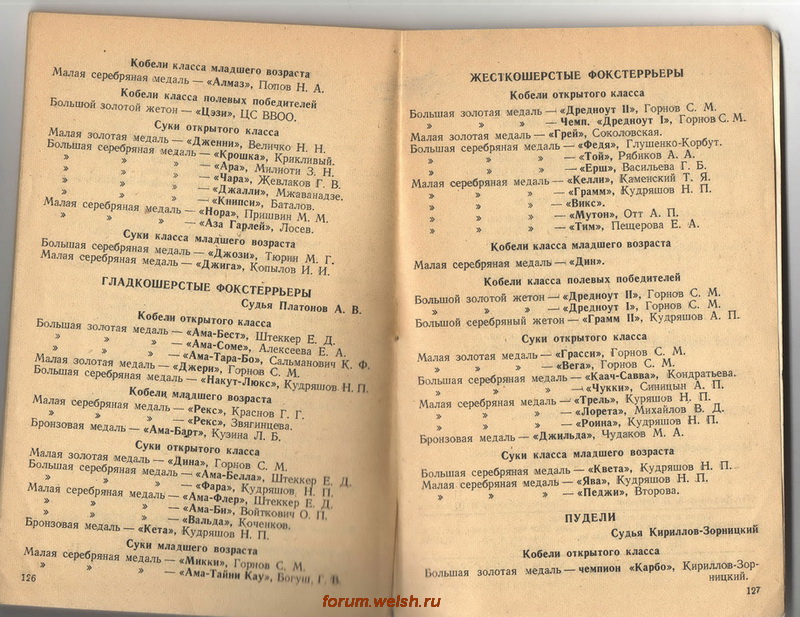 Кобели класса младшего возраста
Малая серебряная медаль — «Алмаз», Попов Н. А.
Кобели класса полевых победителей
Большой золотой жетон — «Цэзи», ЦС ВВОО.
Суки открытого класса
Малая золотая медаль — «Дженни», Величко Н. Н.
Большая серебряная медаль — «Крошка», Крикливый.
» » » — «Ара», Милноти З. Н.
» » » — «Чара», Жевлаков Г. В.
» » » — «Джалли», Мжаванадзе.
» » » — «Книпси», Баталов.
Малая серебряная медаль — «Нора», Пришвин М. М.
» » » — «Аза Гарлей», Лосев.
Суки класса младшего возраста
Большая серебряная медаль — «Джози», Тюрин М. Г.
Малая серебряная медаль — «Джига», Копылов И. И.
ГЛАДКОШЕРСТЫЕ ФОКСТЕРРЬЕРЫ
Судья Платонов А. В.
Кобели открытого класса
Большая золотая медаль — «Ама-Бест», Штеккер Е. Д.
» » » — «Ама-Соме», Алексеева Е. А.
» » » — «Ама-Тара-Бо», Сальманович К. Ф.
Малая золотая медаль — «Джери», Горнов С. М.
Большая серебряная медаль — «Накут-Люкс», Кудряшов Н. П.
Кобели младшего возраста
Малая серебряная медаль — «Рекс», Краснов Г. Г.
» » » — «Рекс», Звягинцева.
Бронзовая медаль — «Ама-Барт», Кузина Л. Б.
Суки открытого класса
Малая золотая медаль — «Дина», Горнов С. М.
Большая серебряная медаль — «Ама-Белла», Штеккер Е. Д.
» » » — «Фара», Кудряшов Н. П.
Малая серебряная медаль — «Ама-Флер», Штеккер Е. Д.
» » » — «Ама-Би», Войткович О. П.
» » » — «Вальда», Коченков.
Бронзовая медаль — «Кета», Кудряшов Н. П.
Суки младшего возраста
Малая серебряная медаль — «Микки», Горнов С. М.
» » » — «Ама-Тайни Кау», Богуш, Г. В.
126
ЖЕСТКОШЕРСТЫЕ ФОКСТЕРРЬЕРЫ
Кобели открытого класса
Большая золотая медаль — «Дредноут II», Горнов С. М.
» » » — Чемп. «Дредноут I», Горнов С. М.
Малая золотая медаль — «Грей», Соколовская.
Большая серебряная медаль — «Федя», Глушенко-Корбут.
» » » — «Той», Рябиков А. А.
» » » — «Ерш», Васильева Г. Б.
Малая серебряная медаль — «Келли», Каменский Т. Я.
» » » — «Грамм», Кудряшов Н. П.
» » » — «Викс».
» » » — «Мутон», Отт А. П.
» » » — «Тим», Пещерова Е. А.
Кобели класса младшего возраста
Малая серебряная медаль — «Дин».
Кобели класса полевых победителей
Большой золотой жетон — «Дредноут II», Горнов С. М.
» » » — «Дредноут I», Горнов С. М.
Большой серебряный жетон — «Грамм II», Кудряшов А. П.
Суки открытого класса
Малая золотая медаль — «Грасси», Горнов С. М.
» » » — «Вега», Горнов С. М.
Большая серебряная медаль — «Каач-Савва», Кондратьева.
» » » — «Чукки», Синицын А. П.
Малая серебряная медаль — «Трель», Куряшов Н. П.
» » » — «Лорета», Михайлов В. Д.
» » » — «Роина», Кудряшов Н. П.
Бронзовая медаль — «Джильда», Чудаков М. А.
Суки класса младшего возраста
Большая серебряная медаль — «Квета», Кудряшов Н. П.
Малая серебряная медаль — «Ява», Кудряшов Н. П.
» » » — «Педжи», Второва.
ПУДЕЛИ
Судья Кириллов-Зорницкий
Кобели открытого класса
Большая золотая медаль — чемпион «Карбо», Кириллов-Зор-
ницкий.
127
forum.welsh.ru